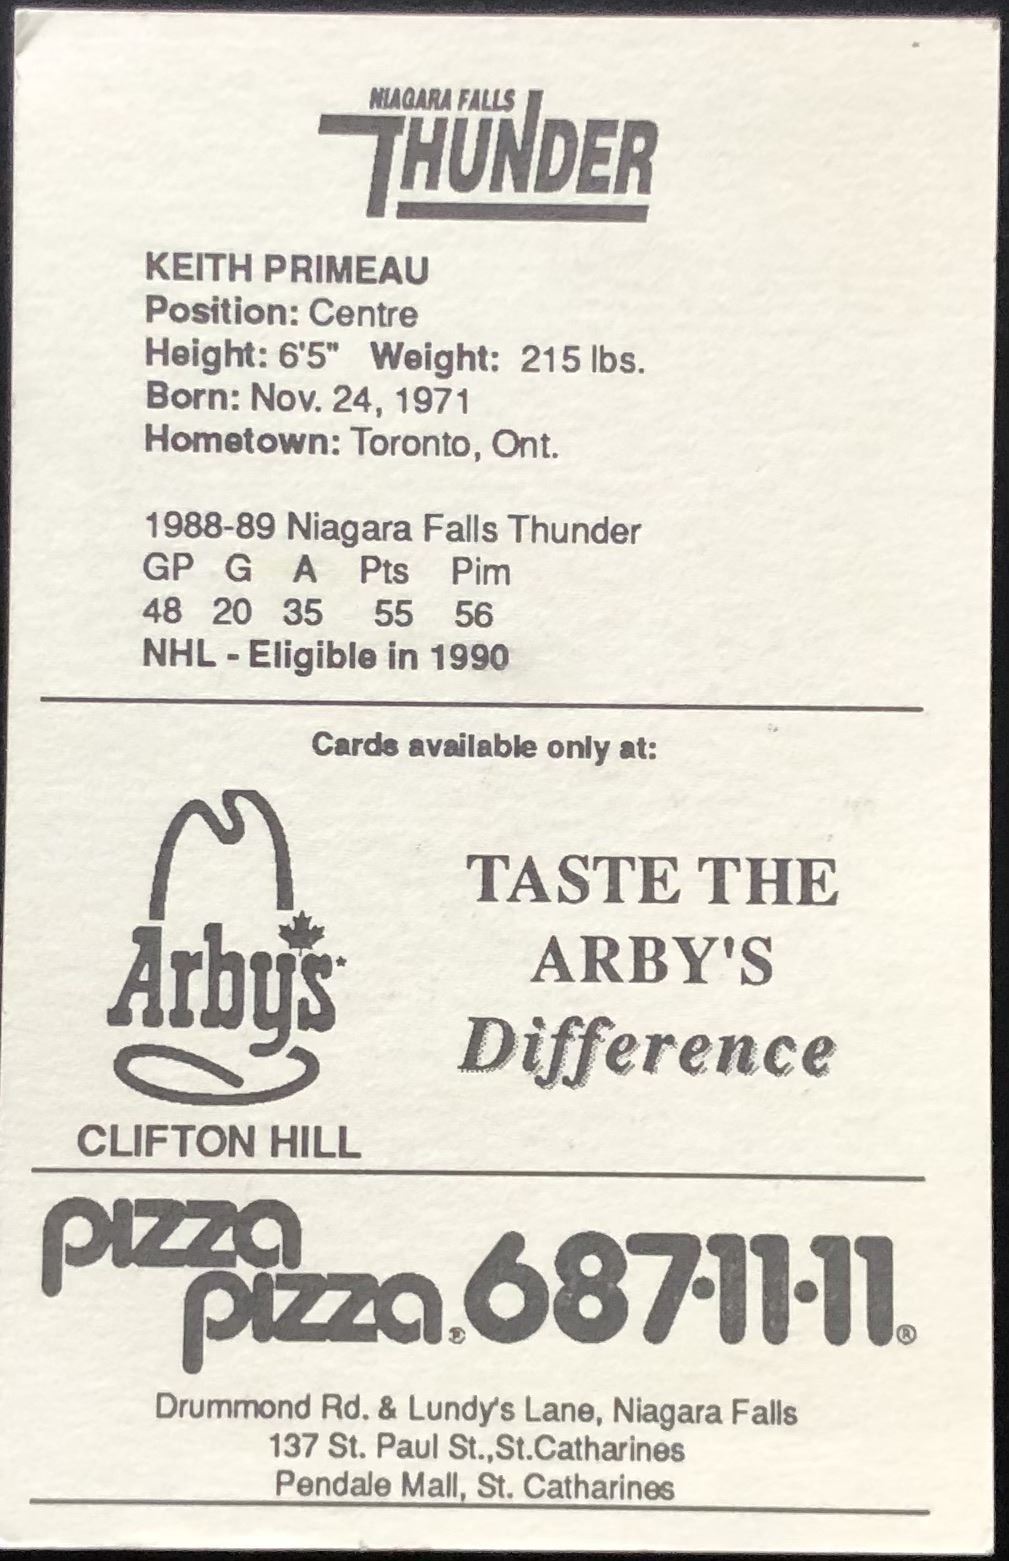 NIAGARA FALLS
THUNDER
KEITH PRIMEAU
Position: Centre
Height: 6'5" Weight: 215 lbs.
Born: Nov. 24, 1971
Hometown: Toronto, Ont.
1988-89 Niagara Falls Thunder
GP G A Pts Pim
48 20 35 55 56
NHL - Eligible in 1990
Cards available only at:
Arby's
TASTE THE
ARBY'S
Difference
CLIFTON HILL
pizza
pizza® 687·11·11®
Drummond Rd. & Lundy's Lane, Niagara Falls
137 St. Paul St.,St.Catharines
Pendale Mall, St. Catharines